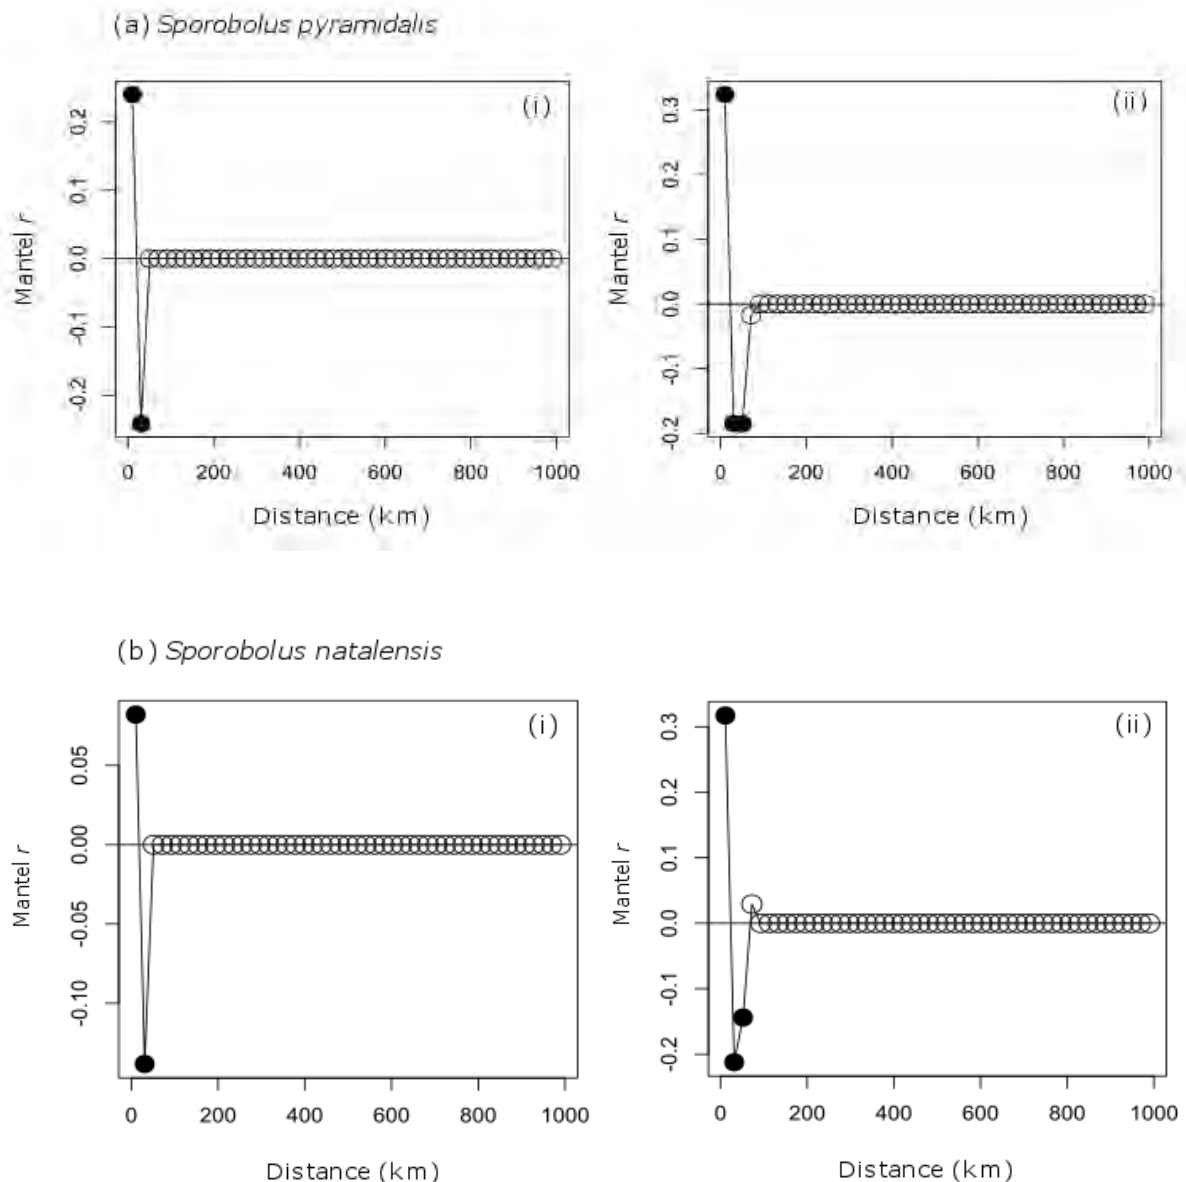 (a) Sporobolus pyramidalis
(i)
0.2
0.1
0.0
-0.1
-0.2
Mantel r
0 200 400 600 800 1000
Distance (km)
(ii)
0.3
0.2
0.1
0.0
-0.1
-0.2
Mantel r
0 200 400 600 800 1000
Distance (km)
(b) Sporobolus natalensis
(i)
0.05
0.00
-0.05
-0.10
Mantel r
0 200 400 600 800 1000
Distance (km)
(ii)
0.3
0.2
0.1
0.0
-0.1
-0.2
Mantel r
0 200 400 600 800 1000
Distance (km)